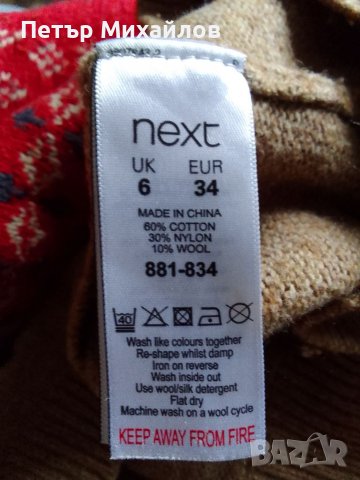 Петър Михайлов
next
UK EUR
6 34
MADE IN CHINA
60% COTTON
30% NYLON
10% WOOL
881-834
40
Wash like colours together
Re-shape whilst damp
Iron on reverse
Wash inside out
Use wool/silk detergent
Flat dry
Machine wash on a wool cycle
KEEP AWAY FROM FIRE
BAZAR